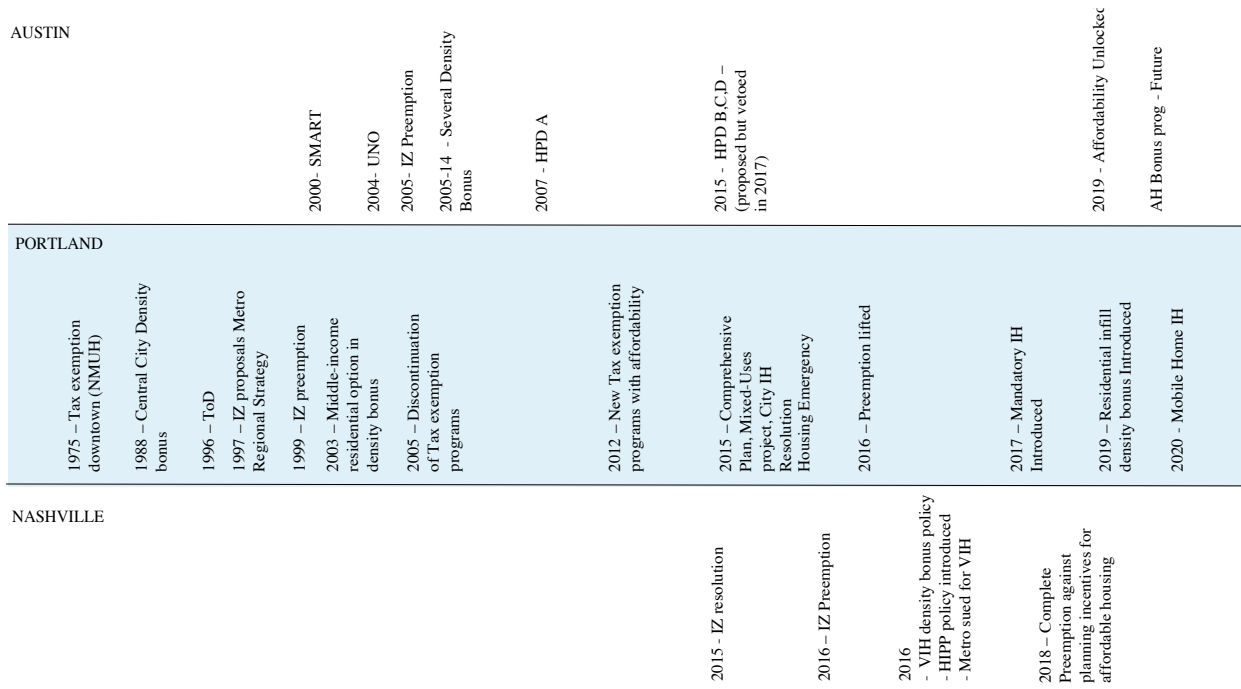 AUSTIN
2000- SMART
2004- UNO
2005- IZ Preemption
2005-14 - Several Density
Bonus
2007 - HPD A
2015 - HPD B,C,D –
(proposed but vetoed
in 2017)
2019 - Affordability Unlocked
AH Bonus prog - Future
PORTLAND
1975 – Tax exemption
downtown (NMUH)
1988 – Central City Density
bonus
1996 – ToD
1997 – IZ proposals Metro
Regional Strategy
1999 – IZ preemption
2003 – Middle-income
residential option in
density bonus
2005 – Discontinuation
of Tax exemption
programs
2012 – New Tax exemption
programs with affordability
2015 – Comprehensive
Plan, Mixed-Uses
project, City IH
Resolution
Housing Emergency
2016 – Preemption lifted
2017 – Mandatory IH
Introduced
2019 – Residential infill
density bonus Introduced
2020 - Mobile Home IH
NASHVILLE
2015 - IZ resolution
2016 – IZ Preemption
2016
- VIH density bonus policy
- HIPP policy introduced
- Metro sued for VIH
2018 – Complete
Preemption against
planning incentives for
affordable housing